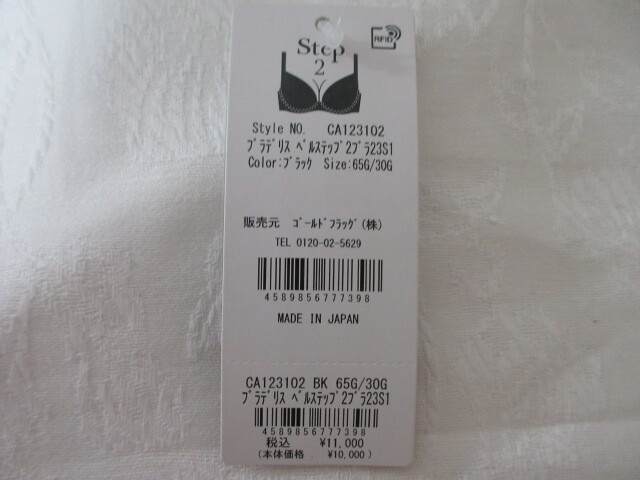 Step
2
RFID
Style NO. CA123102
ﾌﾞﾗﾃﾞﾘｽ ﾍﾞﾙｽﾃｯﾌﾟ2ﾌﾞﾗ23S1
Color:ﾌﾞﾗｯｸ Size:65G/30G
販売元 ｺﾞｰﾙﾄﾞﾌﾗｯｸﾞ(株)
TEL 0120-02-5629
4589856777398
MADE IN JAPAN
CA123102 BK 65G/30G
ﾌﾞﾗﾃﾞﾘｽ ﾍﾞﾙｽﾃｯﾌﾟ2ﾌﾞﾗ23S1
4589856777398
税込 ¥11,000
(本体価格 ¥10,000)